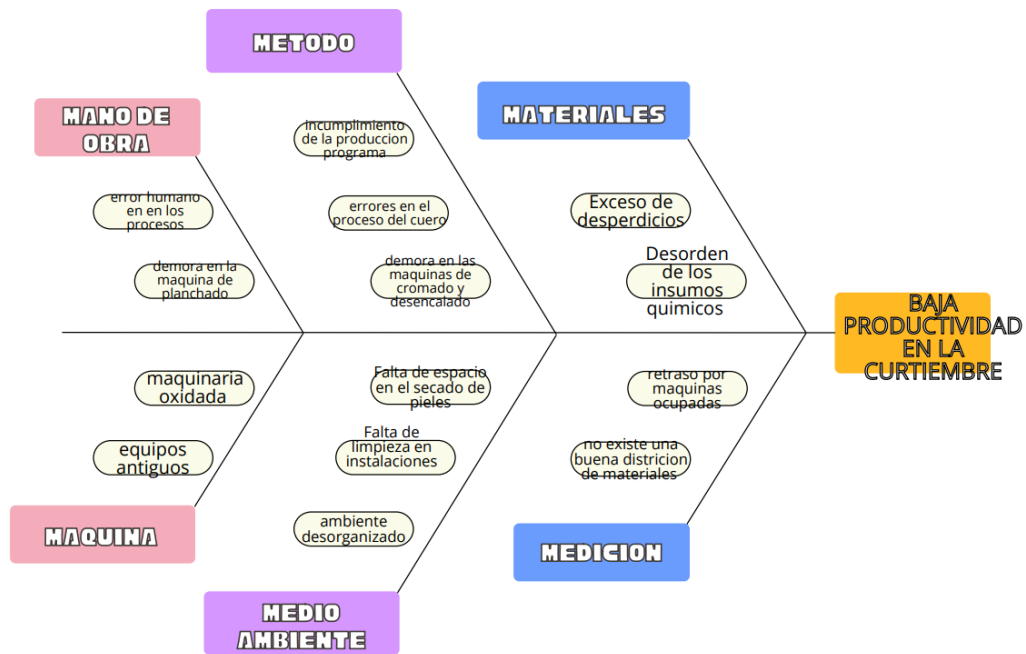 METODO
MANO DE
OBRA
MATERIALES
incumplimiento
de la produccion
programa
error humano
en en los
procesos
errores en el
proceso del cuero
Exceso de
desperdicios
demora en la
maquina de
planchado
demora en las
maquinas de
cromado y
desencalado
Desorden
de los
insumos
quimicos
BAJA
PRODUCTIVIDAD
EN LA
CURTIEMBRE
maquinaria
oxidada
Falta de espacio
en el secado de
pieles
retraso por
maquinas
ocupadas
equipos
antiguos
Falta de
limpieza en
instalaciones
no existe una
buena districion
de materiales
ambiente
desorganizado
MAQUINA
MEDICION
MEDIO
AMBIENTE